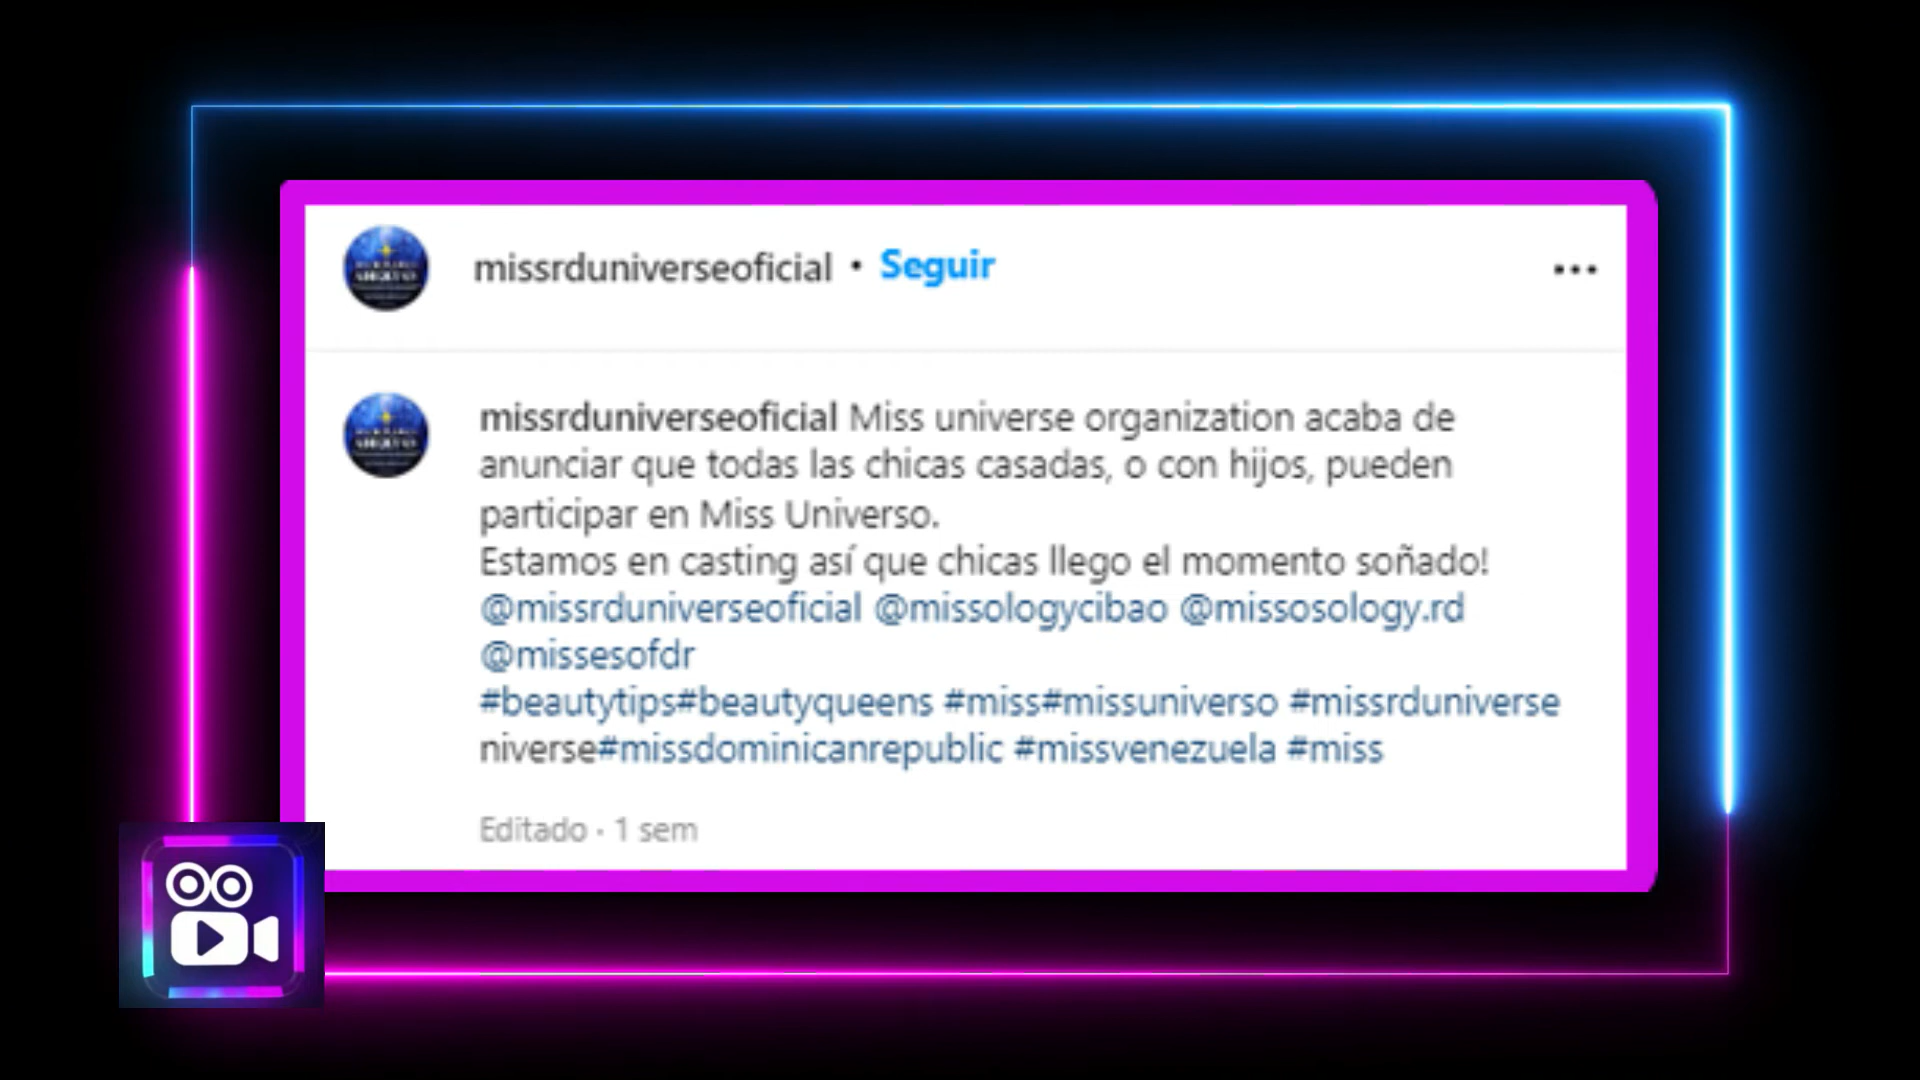 missrduniverseoficial • Seguir
missrduniverseoficial Miss universe organization acaba de
anunciar que todas las chicas casadas, o con hijos, pueden
participar en Miss Universo.
Estamos en casting así que chicas llego el momento soñado!
@missrduniverseoficial @missologycibao @missosology.rd
@missesofdr
#beautytips#beautyqueens #miss#missuniverso #missrduniverse
niverse#missdominicanrepublic #missvenezuela #miss
Editado · 1 sem